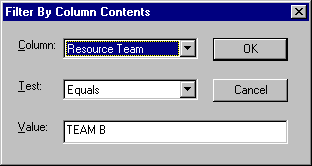 Filter By Column Contents
Column: Resource Team OK
Test: Equals Cancel
Value: TEAM B